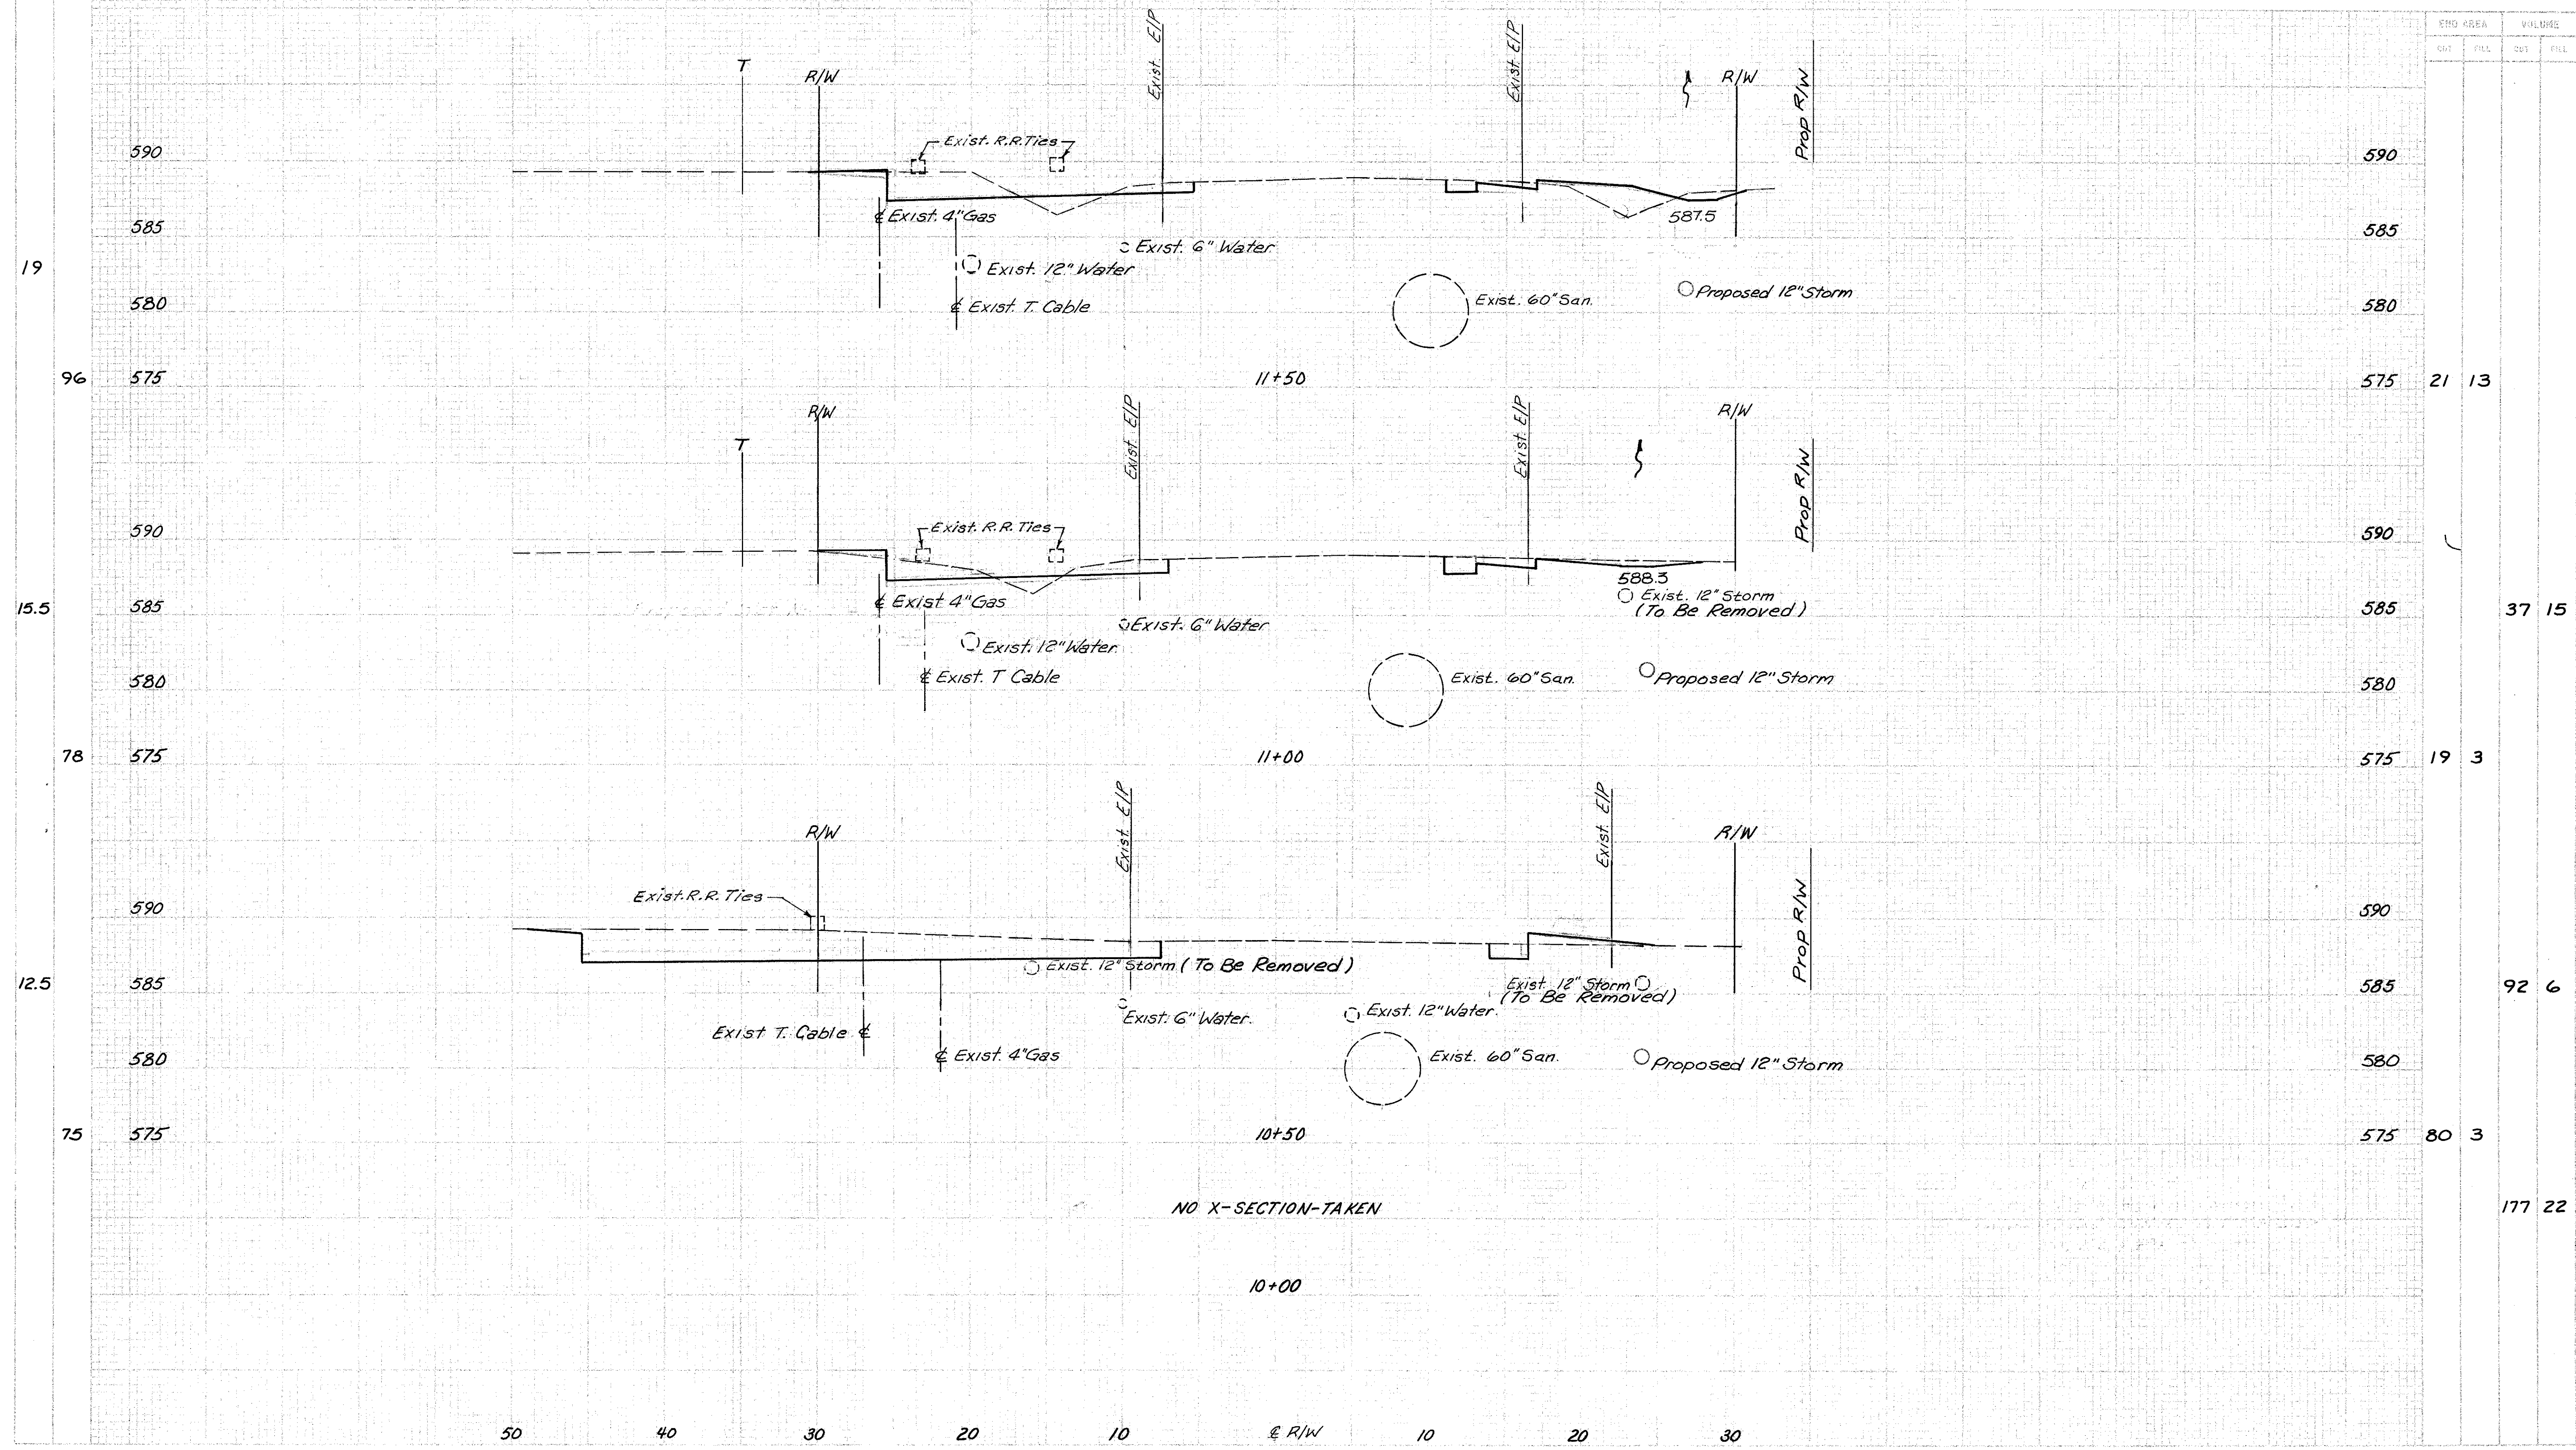 END AREA VOLUME
CUT FILL CUT FILL
Exist. E/P
Exist. E/P
T
R/W
R/W
Prop R/W
Exist. R.R. Ties
590
590
℄ Exist. 4" Gas
587.5
585
585
Exist. 6" Water
19
Exist. 12" Water
Exist. 60" San.
Proposed 12" Storm
580
℄ Exist. T. Cable
580
96
575
11+50
575
21
13
R/W
Exist. E/P
Exist. E/P
R/W
T
Prop R/W
Exist. R.R. Ties
590
590
588.3
℄ Exist 4" Gas
Exist. 12" Storm
(To Be Removed)
15.5
585
585
37
15
Exist. 6" Water
Exist. 12" Water
℄ Exist. T Cable
Exist. 60" San.
Proposed 12" Storm
580
580
78
575
11+00
575
19
3
Exist. E/P
Exist. E/P
R/W
R/W
Prop R/W
Exist. R.R. Ties
590
590
Exist. 12" Storm (To Be Removed)
12.5
585
Exist. 12" Storm
(To Be Removed)
585
92
6
Exist. 6" Water.
Exist. 12" Water.
Exist T. Cable ℄
℄ Exist. 4" Gas
Exist. 60" San.
Proposed 12" Storm
580
580
75
575
10+50
575
80
3
NO X-SECTION-TAKEN
177
22
10+00
50
40
30
20
10
℄ R/W
10
20
30